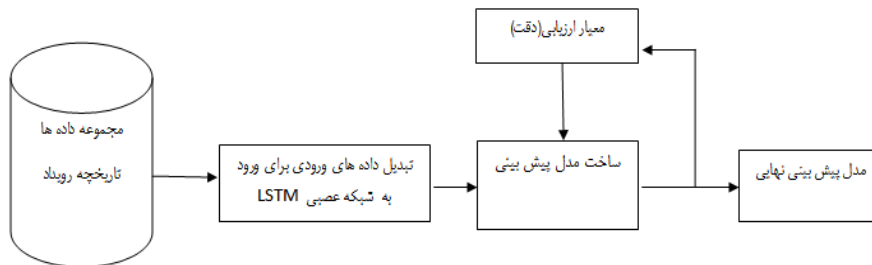 معیار ارزیابی(دقت)
مجموعه داده ها
تاریخچه رویداد
تبدیل داده های ورودی برای ورود
به شبکه عصبی LSTM
ساخت مدل پیش بینی
مدل پیش بینی نهایی